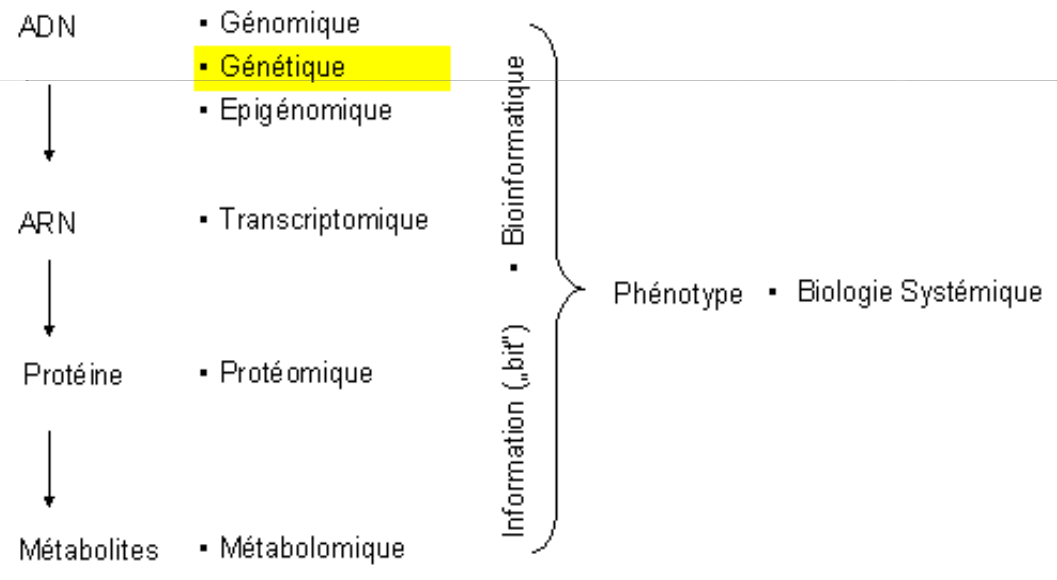 ADN
▪ Génomique
▪ Génétique
▪ Epigénomique
ARN
▪ Transcriptomique
Protéine
▪ Protéomique
Métabolites
▪ Métabolomique
Information („bit") ▪ Bioinformatique
Phénotype ▪ Biologie Systémique